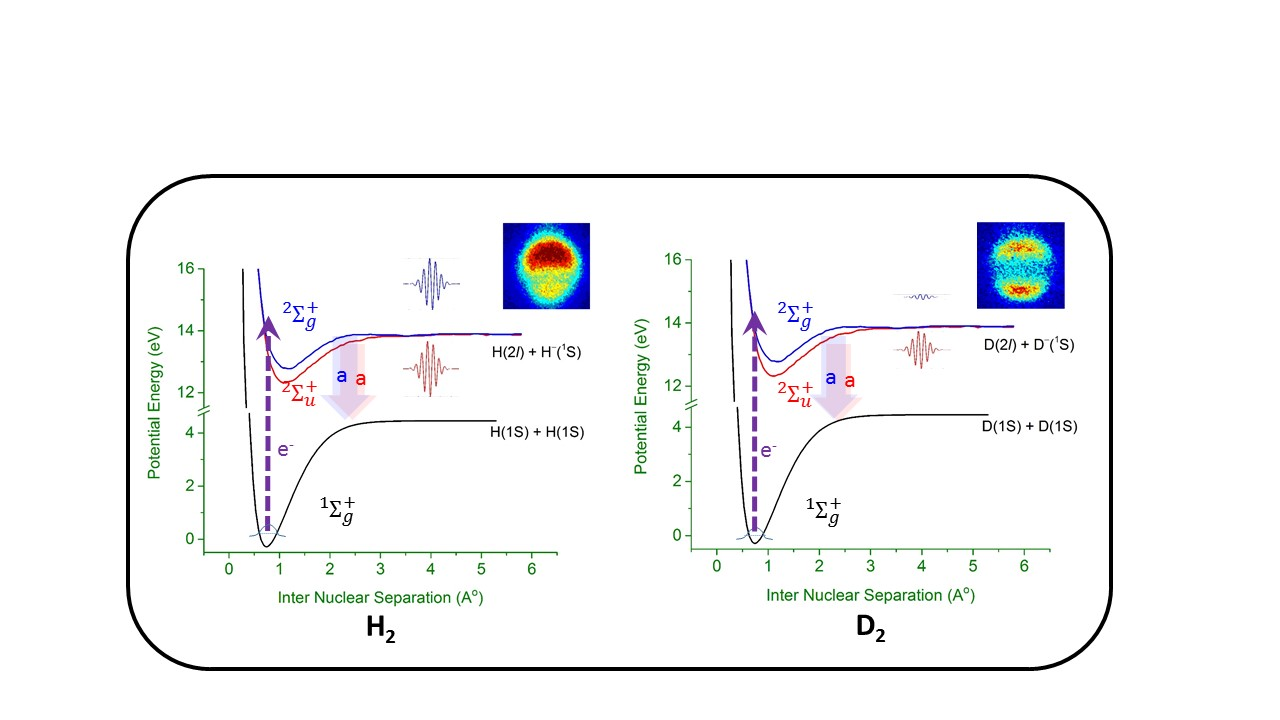 Potential Energy (eV)
16
14
12
4
2
0
²Σg⁺
²Σu⁺
a a
e⁻
¹Σg⁺
H(2l) + H⁻(¹S)
H(1S) + H(1S)
0 1 2 3 4 5 6
Inter Nuclear Separation (Aᵒ)
H₂
Potential Energy (eV)
16
14
12
4
2
0
²Σg⁺
²Σu⁺
a a
e⁻
¹Σg⁺
D(2l) + D⁻(¹S)
D(1S) + D(1S)
0 1 2 3 4 5 6
Inter Nuclear Separation (Aᵒ)
D₂